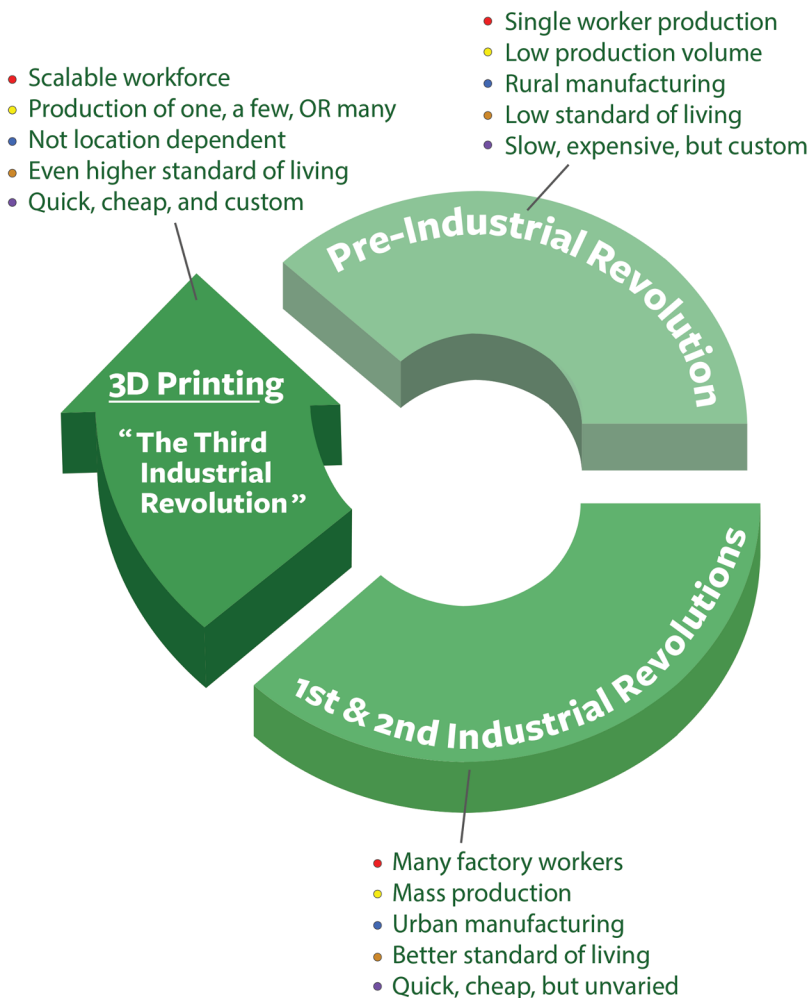 • Single worker production
• Low production volume
• Rural manufacturing
• Low standard of living
• Slow, expensive, but custom
• Scalable workforce
• Production of one, a few, OR many
• Not location dependent
• Even higher standard of living
• Quick, cheap, and custom
Pre-Industrial Revolution
3D Printing
“The Third
Industrial
Revolution”
1st & 2nd Industrial Revolutions
• Many factory workers
• Mass production
• Urban manufacturing
• Better standard of living
• Quick, cheap, but unvaried